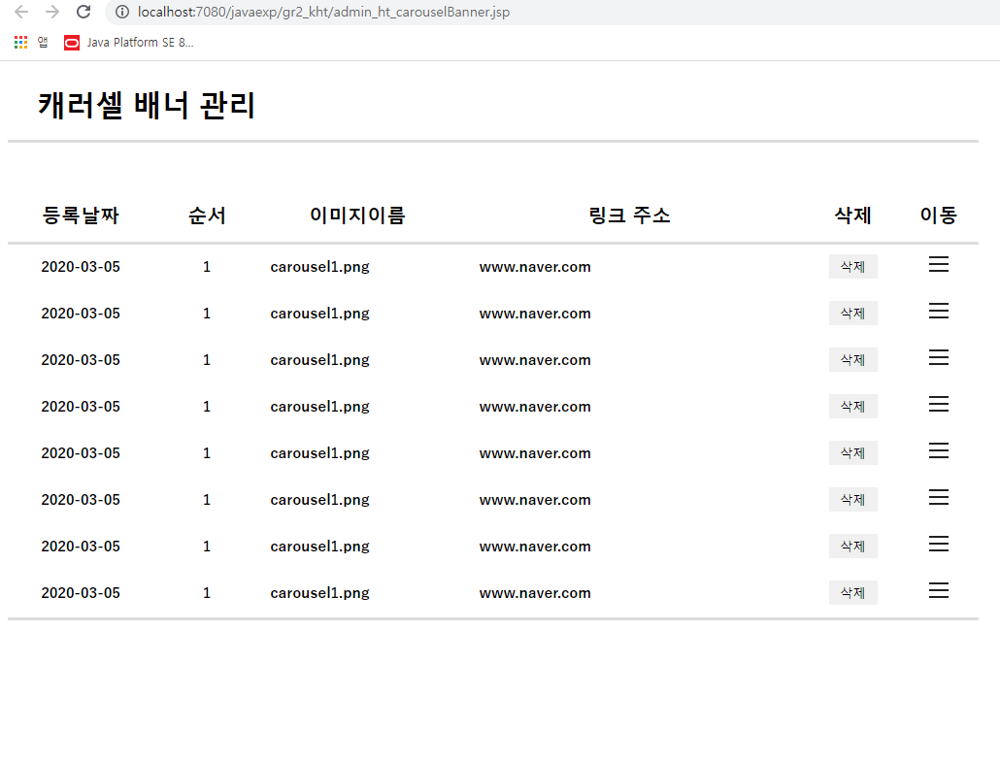 localhost:7080/javaexp/gr2_kht/admin_ht_carouselBanner.jsp
앱 Java Platform SE 8...
캐러셀 배너 관리
등록날짜 순서 이미지이름 링크 주소 삭제 이동
2020-03-05 1 carousel1.png www.naver.com 삭제
2020-03-05 1 carousel1.png www.naver.com 삭제
2020-03-05 1 carousel1.png www.naver.com 삭제
2020-03-05 1 carousel1.png www.naver.com 삭제
2020-03-05 1 carousel1.png www.naver.com 삭제
2020-03-05 1 carousel1.png www.naver.com 삭제
2020-03-05 1 carousel1.png www.naver.com 삭제
2020-03-05 1 carousel1.png www.naver.com 삭제